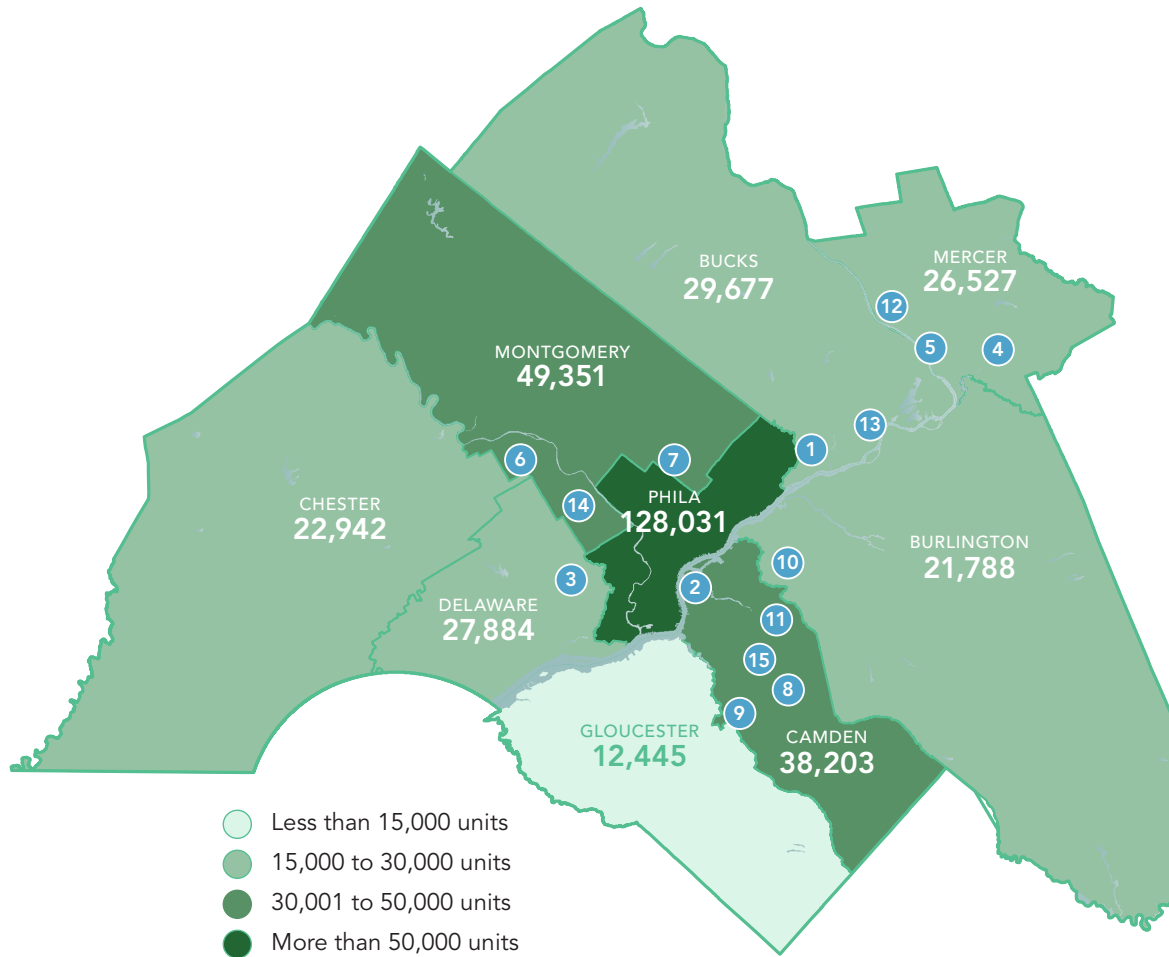 BUCKS
29,677
MERCER
26,527
12
5
4
MONTGOMERY
49,351
13
1
6
7
14
CHESTER
22,942
PHILA
128,031
BURLINGTON
21,788
10
3
2
DELAWARE
27,884
11
15
8
9
GLOUCESTER
12,445
CAMDEN
38,203
Less than 15,000 units
15,000 to 30,000 units
30,001 to 50,000 units
More than 50,000 units